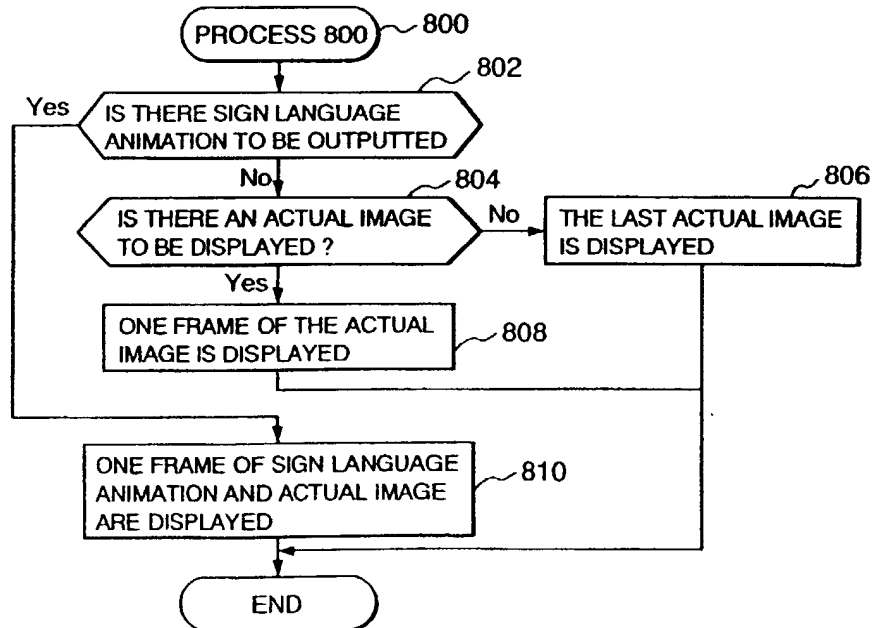 PROCESS 800
800
802
Yes
IS THERE SIGN LANGUAGE
ANIMATION TO BE OUTPUTTED
No
804
806
IS THERE AN ACTUAL IMAGE
TO BE DISPLAYED ?
No
THE LAST ACTUAL IMAGE
IS DISPLAYED
Yes
ONE FRAME OF THE ACTUAL
IMAGE IS DISPLAYED
808
ONE FRAME OF SIGN LANGUAGE
ANIMATION AND ACTUAL IMAGE
ARE DISPLAYED
810
END